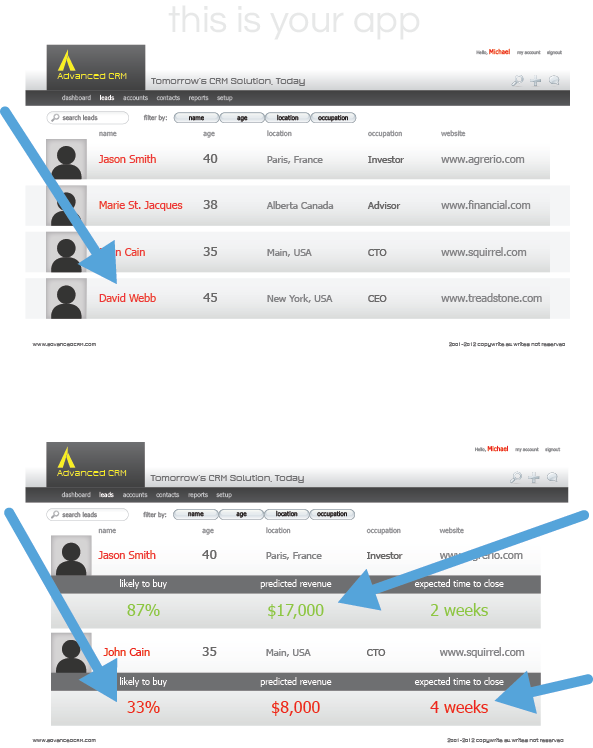 this is your app
Hello, Michael my account signout
Advanced CRM
Tomorrow's CRM Solution, Today
dashboard leads accounts contacts reports setup
search leads filter by: name age location occupation
name age location occupation website
Jason Smith 40 Paris, France Investor www.agrerio.com
Marie St. Jacques 38 Alberta Canada Advisor www.financial.com
Cain 35 Main, USA CTO www.squirrel.com
David Webb 45 New York, USA CEO www.treadstone.com
www.advancedcrm.com 2001-2012 copywrite all writes not reserved
Hello, Michael my account signout
Advanced CRM
Tomorrow's CRM Solution, Today
dashboard leads accounts contacts reports setup
search leads filter by: name age location occupation
name age location occupation website
Jason Smith 40 Paris, France Investor www.agrerio.com
likely to buy predicted revenue expected time to close
87% $17,000 2 weeks
John Cain 35 Main, USA CTO www.squirrel.com
likely to buy predicted revenue expected time to close
33% $8,000 4 weeks
www.advancedcrm.com 2001-2012 copywrite all writes not reserved